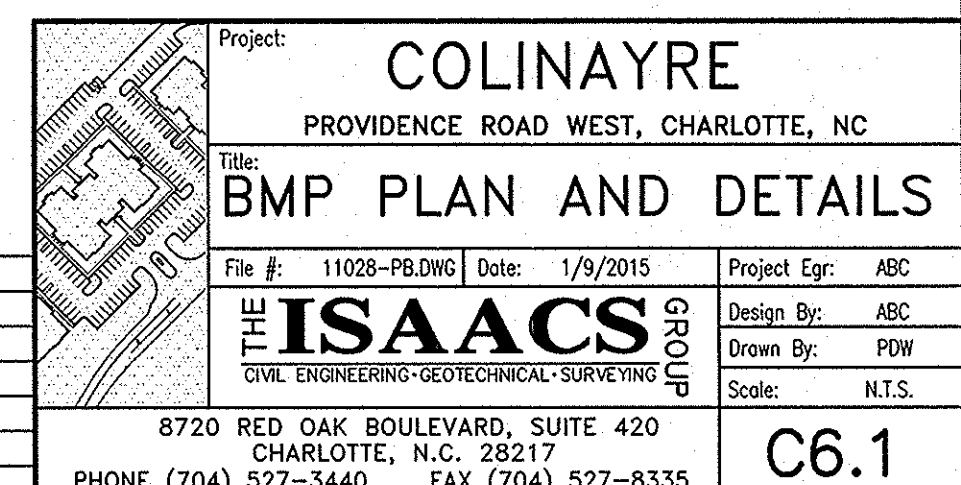 Project:
COLINAYRE
PROVIDENCE ROAD WEST, CHARLOTTE, NC
Title:
BMP PLAN AND DETAILS
File #: 11028-PB.DWG Date: 1/9/2015 Project Egr: ABC
THE ISAACS GROUP
CIVIL ENGINEERING·GEOTECHNICAL·SURVEYING
Design By: ABC
Drawn By: PDW
Scale: N.T.S.
8720 RED OAK BOULEVARD, SUITE 420
CHARLOTTE, N.C. 28217
PHONE (704) 527-3440 FAX (704) 527-8335
C6.1